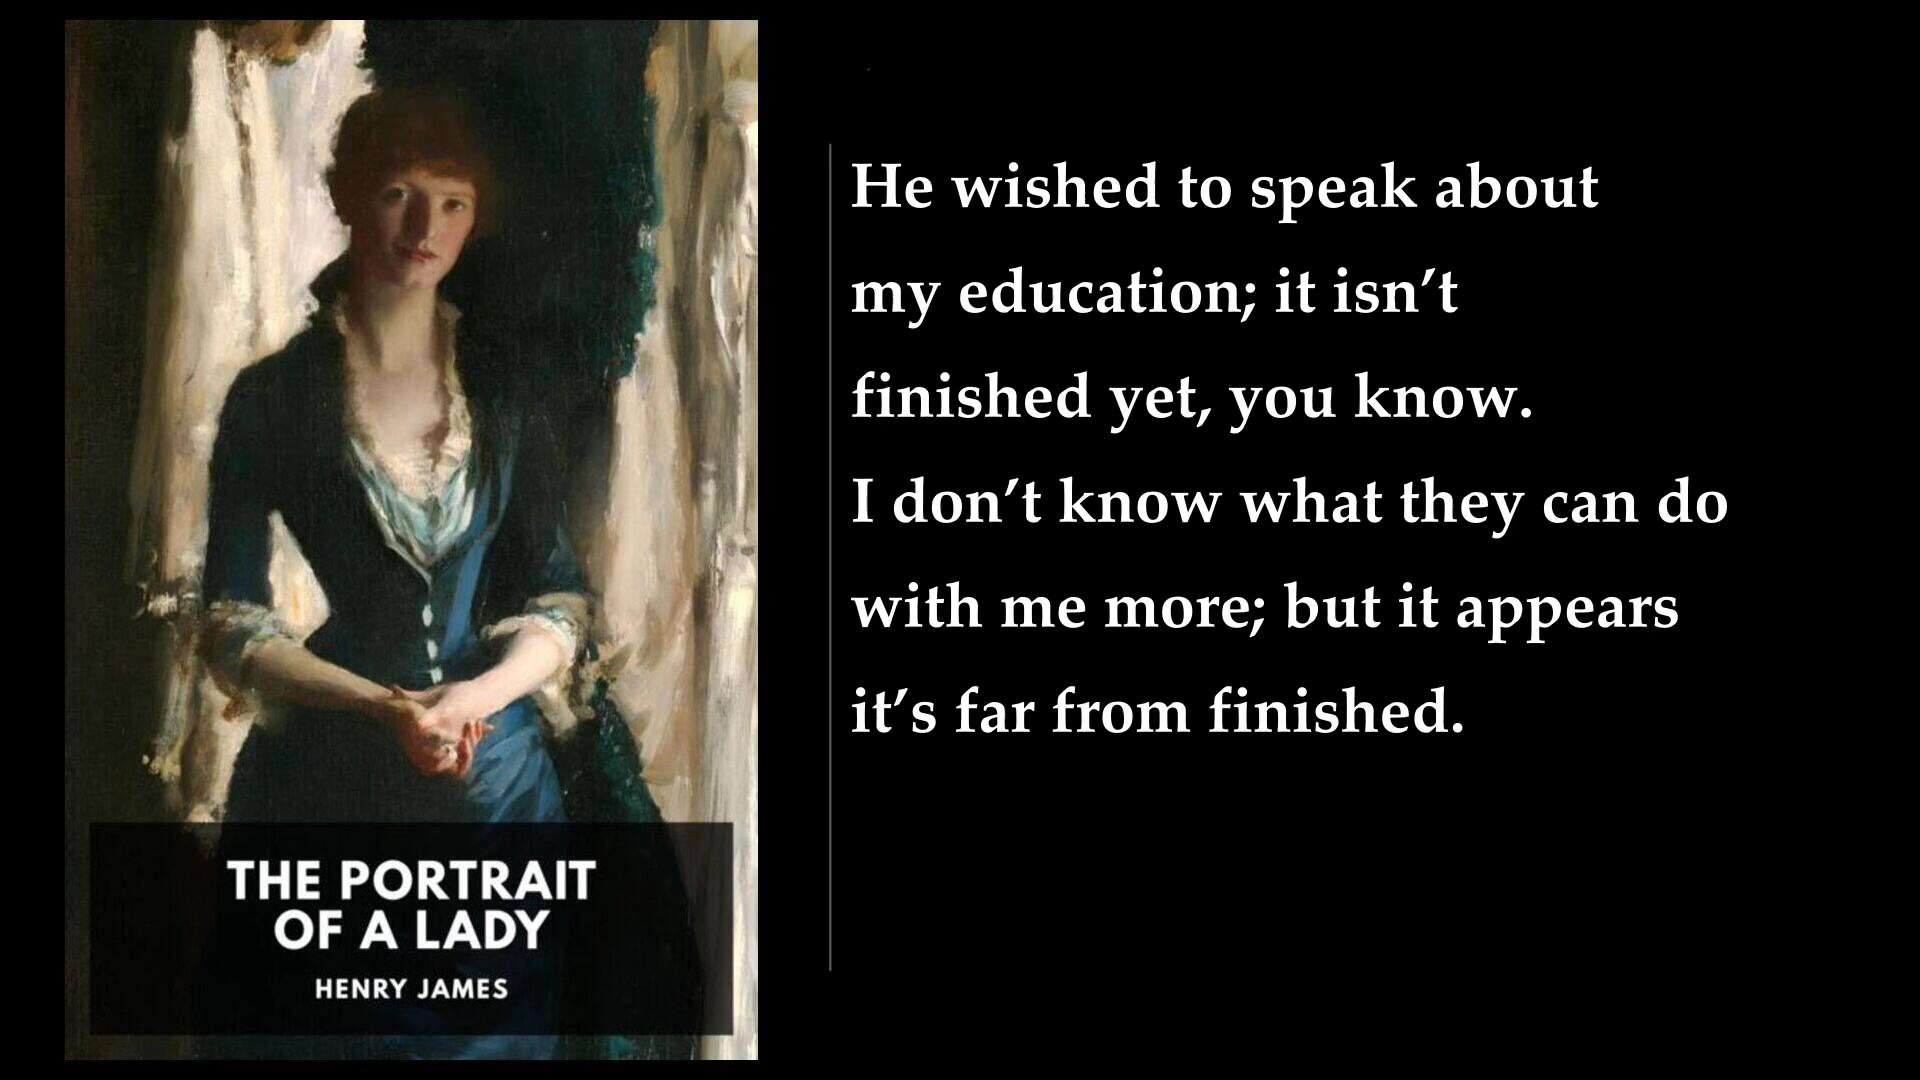 THE PORTRAIT
OF A LADY
HENRY JAMES
He wished to speak about
my education; it isn’t
finished yet, you know.
I don’t know what they can do
with me more; but it appears
it’s far from finished.